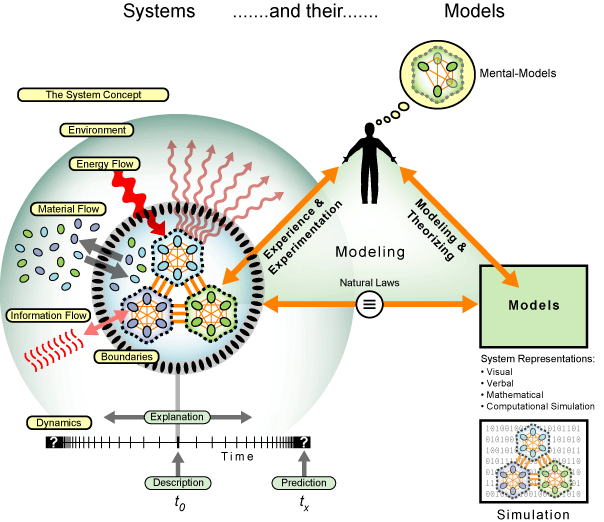 Systems .......and their....... Models
Mental-Models
The System Concept
Environment
Energy Flow
Material Flow
Information Flow
Boundaries
Dynamics
Experience &
Experimentation
Modeling &
Theorizing
Modeling
Natural Laws
≡
Models
System Representations:
• Visual
• Verbal
• Mathematical
• Computational Simulation
Explanation
?
?
Time
Description
Prediction
t0
tx
Simulation